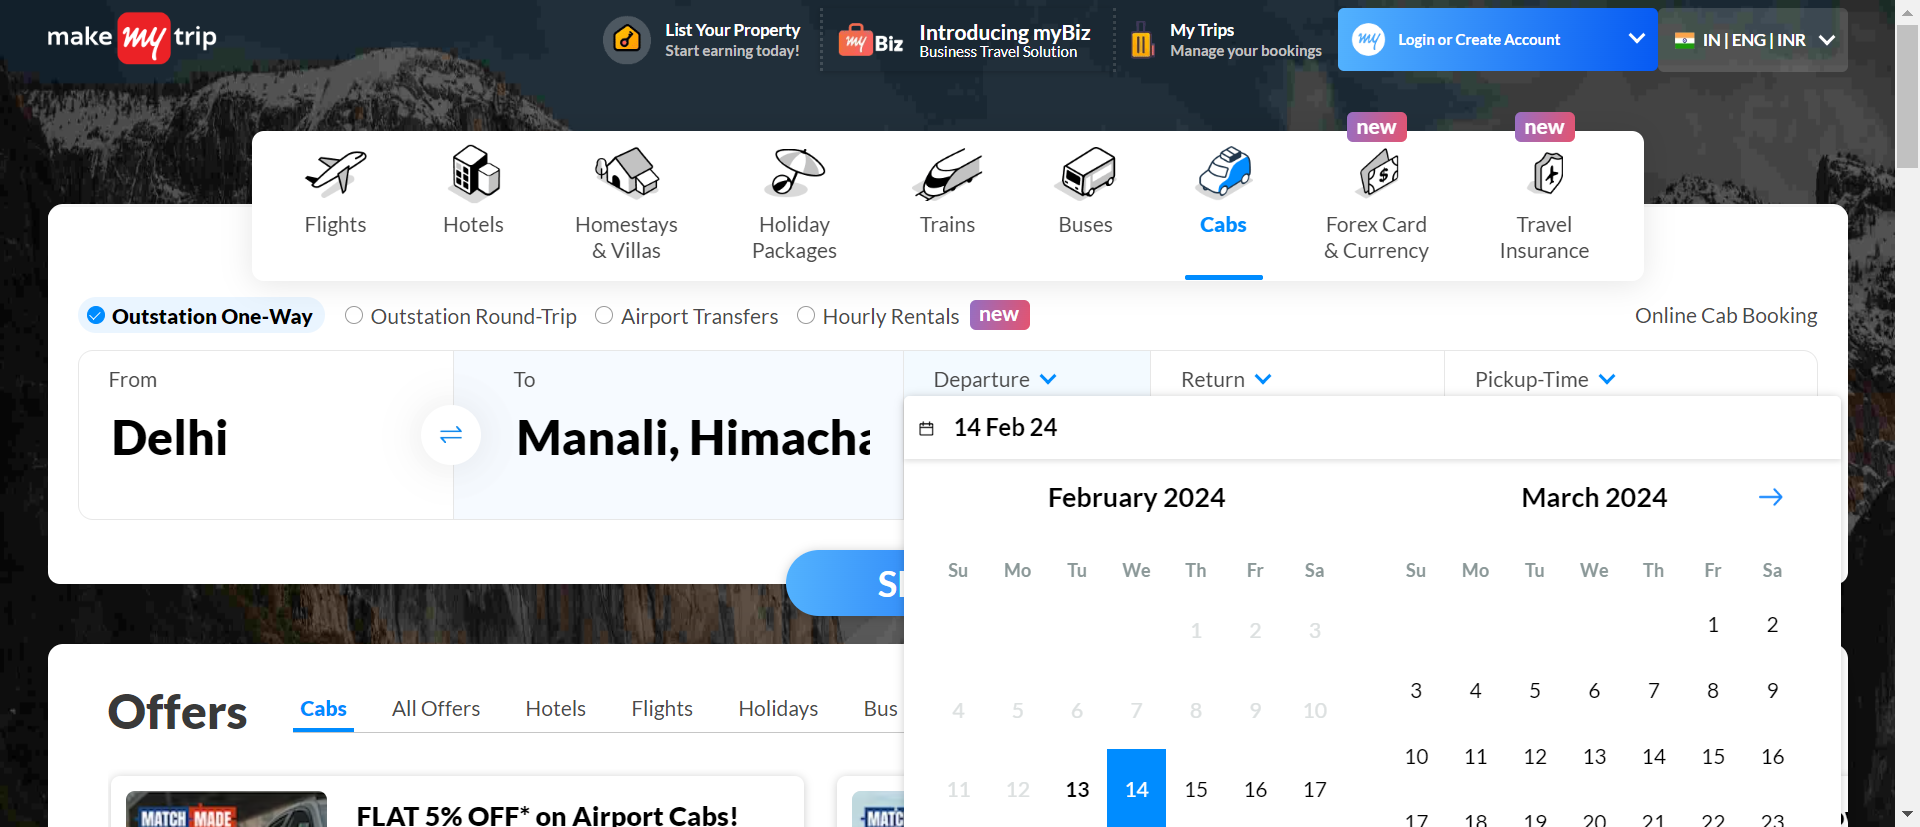 make my trip
List Your Property
Start earning today!
my Biz
Introducing myBiz
Business Travel Solution
My Trips
Manage your bookings
my
Login or Create Account
IN | ENG | INR
new
new
Flights
Hotels
Homestays
& Villas
Holiday
Packages
Trains
Buses
Cabs
Forex Card
& Currency
Travel
Insurance
Outstation One-Way
Outstation Round-Trip
Airport Transfers
Hourly Rentals
new
Online Cab Booking
From
To
Departure
Return
Pickup-Time
Delhi
Manali, Himacha
14 Feb 24
February 2024
March 2024
Su Mo Tu We Th Fr Sa
1 2 3
4 5 6 7 8 9 10
11 12 13 14 15 16 17
Su Mo Tu We Th Fr Sa
1 2
3 4 5 6 7 8 9
10 11 12 13 14 15 16
17 18 19 20 21 22 23
Offers
Cabs
All Offers
Hotels
Flights
Holidays
Bus
MATCH MADE
FLAT 5% OFF* on Airport Cabs!